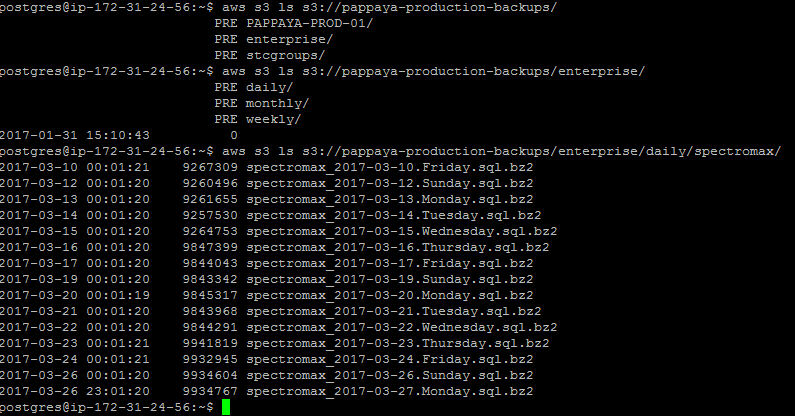 postgres@ip-172-31-24-56:~$ aws s3 ls s3://pappaya-production-backups/
PRE PAPPAYA-PROD-01/
PRE enterprise/
PRE stcgroups/
postgres@ip-172-31-24-56:~$ aws s3 ls s3://pappaya-production-backups/enterprise/
PRE daily/
PRE monthly/
PRE weekly/
2017-01-31 15:10:43 0
postgres@ip-172-31-24-56:~$ aws s3 ls s3://pappaya-production-backups/enterprise/daily/spectromax/
2017-03-10 00:01:21 9267309 spectromax_2017-03-10.Friday.sql.bz2
2017-03-12 00:01:20 9260496 spectromax_2017-03-12.Sunday.sql.bz2
2017-03-13 00:01:20 9261655 spectromax_2017-03-13.Monday.sql.bz2
2017-03-14 00:01:20 9257530 spectromax_2017-03-14.Tuesday.sql.bz2
2017-03-15 00:01:20 9264753 spectromax_2017-03-15.Wednesday.sql.bz2
2017-03-16 00:01:20 9847399 spectromax_2017-03-16.Thursday.sql.bz2
2017-03-17 00:01:20 9844043 spectromax_2017-03-17.Friday.sql.bz2
2017-03-19 00:01:20 9843342 spectromax_2017-03-19.Sunday.sql.bz2
2017-03-20 00:01:19 9845317 spectromax_2017-03-20.Monday.sql.bz2
2017-03-21 00:01:20 9843968 spectromax_2017-03-21.Tuesday.sql.bz2
2017-03-22 00:01:20 9844291 spectromax_2017-03-22.Wednesday.sql.bz2
2017-03-23 00:01:21 9941819 spectromax_2017-03-23.Thursday.sql.bz2
2017-03-24 00:01:21 9932945 spectromax_2017-03-24.Friday.sql.bz2
2017-03-26 00:01:20 9934604 spectromax_2017-03-26.Sunday.sql.bz2
2017-03-26 23:01:20 9934767 spectromax_2017-03-27.Monday.sql.bz2
postgres@ip-172-31-24-56:~$